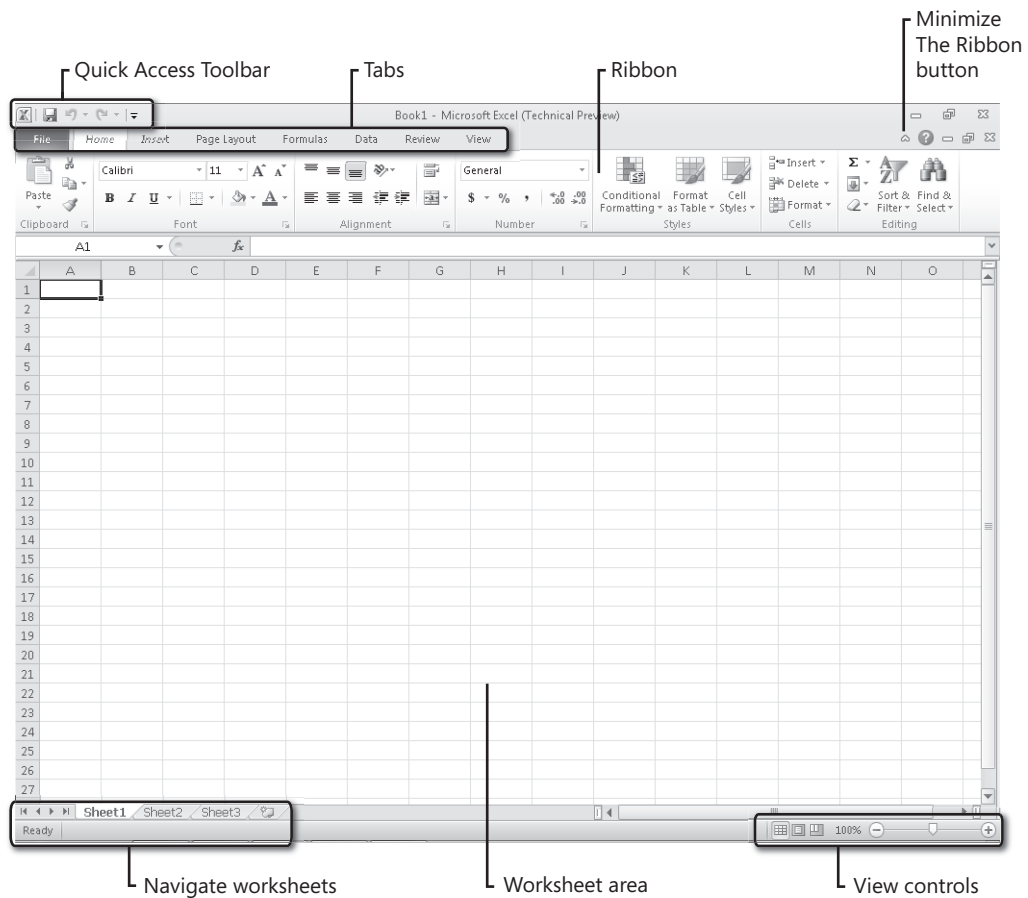 Minimize
The Ribbon
button
Quick Access Toolbar
Tabs
Ribbon
Book1 - Microsoft Excel (Technical Preview)
File Home Insert Page Layout Formulas Data Review View
Calibri 11 General
Paste
B I U $ % , .0 .00 .00 .0
Conditional Formatting Format as Table Cell Styles
Insert
Delete
Format
Σ
Sort & Filter Find & Select
Clipboard Font Alignment Number Styles Cells Editing
A1 fx
A B C D E F G H I J K L M N O
1
2
3
4
5
6
7
8
9
10
11
12
13
14
15
16
17
18
19
20
21
22
23
24
25
26
27
Sheet1 Sheet2 Sheet3
Ready 100%
Navigate worksheets
Worksheet area
View controls